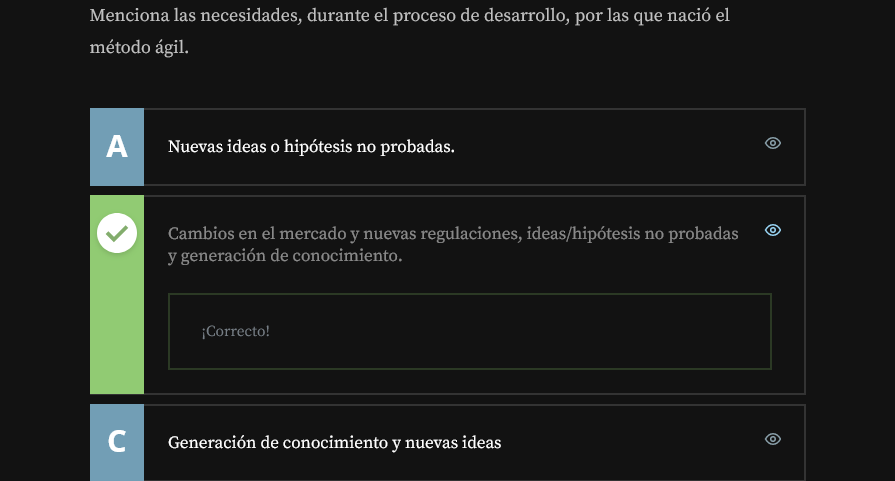 Menciona las necesidades, durante el proceso de desarrollo, por las que nació el
método ágil.
A
Nuevas ideas o hipótesis no probadas.
Cambios en el mercado y nuevas regulaciones, ideas/hipótesis no probadas
y generación de conocimiento.
¡Correcto!
C
Generación de conocimiento y nuevas ideas